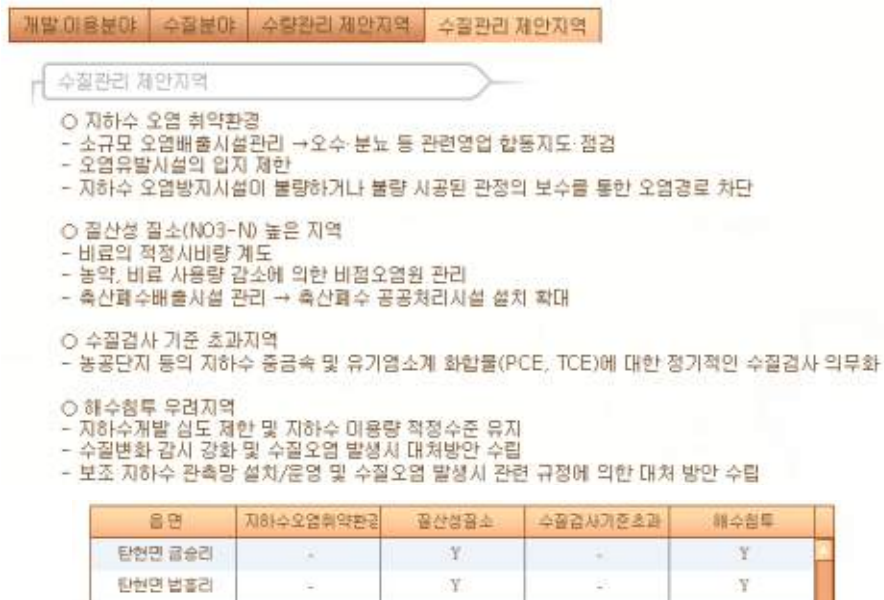 개발 이용분야 수질분야 수량관리 제안지역 수질관리 제안지역
수질관리 제안지역
○ 지하수 오염 취약환경
- 소규모 오염배출시설관리 →오수·분뇨 등 관련영업 합동지도·점검
- 오염유발시설의 입지 제한
- 지하수 오염방지시설이 불량하거나 불량 시공된 관정의 보수를 통한 오염경로 차단
○ 질산성 질소(NO3-N) 높은 지역
- 비료의 적정시비량 계도
- 농약, 비료 사용량 감소에 의한 비점오염원 관리
- 축산폐수배출시설 관리 → 축산폐수 공공처리시설 설치 확대
○ 수질검사 기준 초과지역
- 농공단지 등의 지하수 중금속 및 유기염소계 화합물(PCE, TCE)에 대한 정기적인 수질검사 의무화
○ 해수침투 우려지역
- 지하수개발 심도 제한 및 지하수 이용량 적정수준 유지
- 수질변화 감시 강화 및 수질오염 발생시 대처방안 수립
- 보조 지하수 관측망 설치/운영 및 수질오염 발생시 관련 규정에 의한 대처 방안 수립
읍면 지하수오염취약환경 질산성질소 수질검사기준초과 해수침투
탄현면 금승리 - Y - Y
탄현면 법흥리 - Y - Y